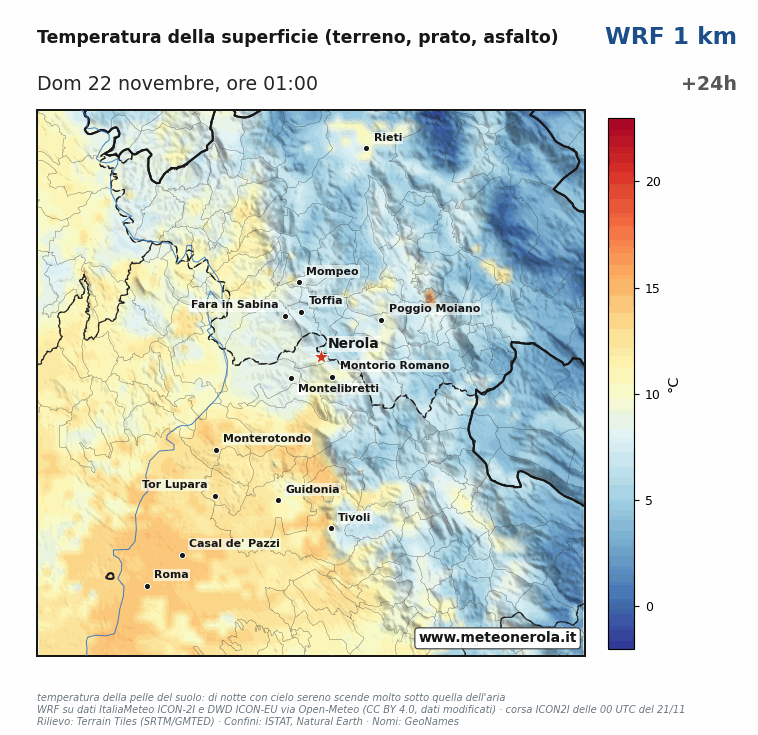 Temperatura della superficie (terreno, prato, asfalto)
WRF 1 km
Dom 22 novembre, ore 01:00
+24h
Rieti
Mompeo
Fara in Sabina
Toffia
Poggio Moiano
Nerola
Montorio Romano
Montelibretti
Monterotondo
Tor Lupara
Guidonia
Tivoli
Casal de' Pazzi
Roma
www.meteonerola.it
20
15
10
5
0
°C
temperatura della pelle del suolo: di notte con cielo sereno scende molto sotto quella dell'aria
WRF su dati ItaliaMeteo ICON-2I e DWD ICON-EU via Open-Meteo (CC BY 4.0, dati modificati) · corsa ICON2I delle 00 UTC del 21/11
Rilievo: Terrain Tiles (SRTM/GMTED) · Confini: ISTAT, Natural Earth · Nomi: GeoNames